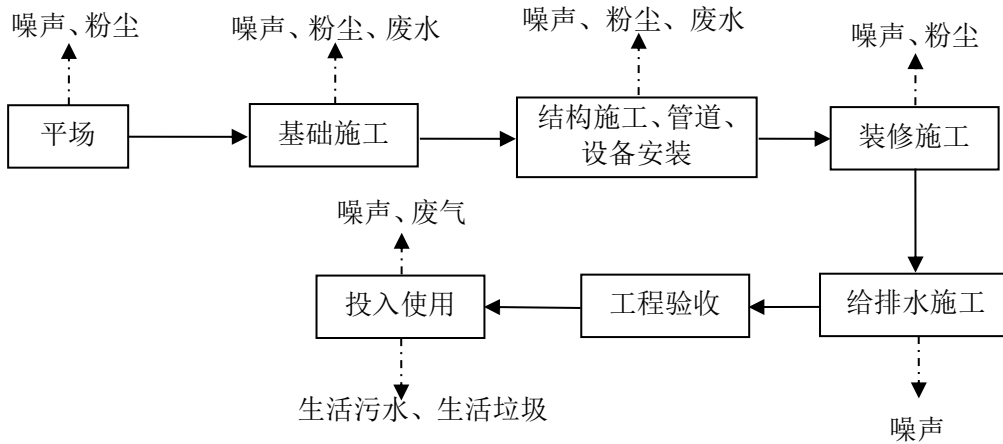 噪声、粉尘
噪声、粉尘、废水
噪声、粉尘、废水
噪声、粉尘
平场
基础施工
结构施工、管道、
设备安装
装修施工
噪声、废气
投入使用
工程验收
给排水施工
生活污水、生活垃圾
噪声